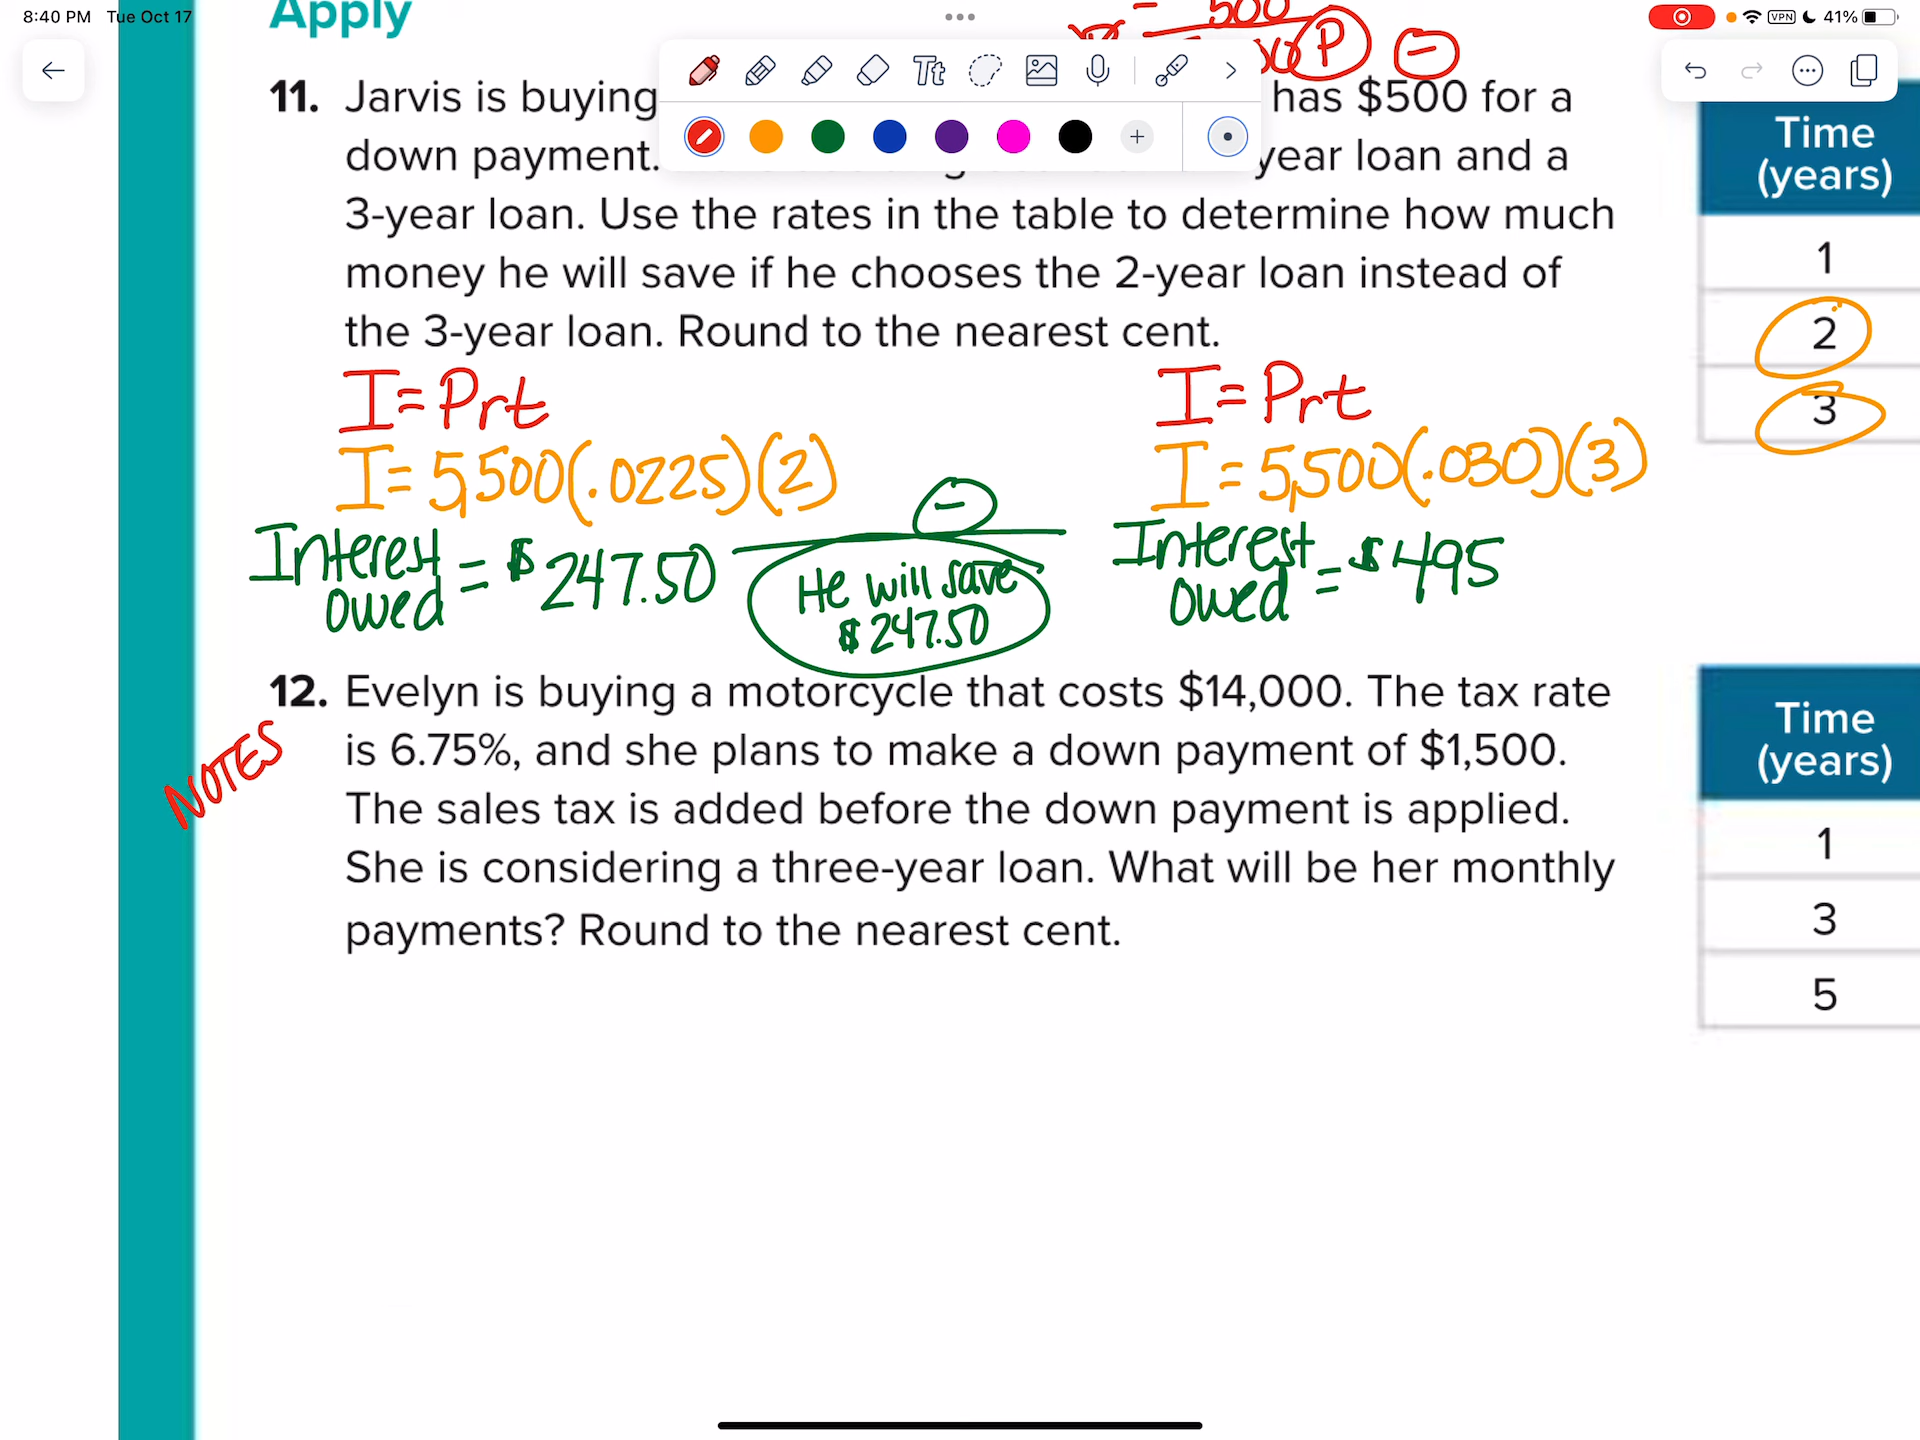 8:40 PM Tue Oct 17
VPN 41%
Apply
500
P −
Tt
11. Jarvis is buying has $500 for a
down payment. year loan and a
3-year loan. Use the rates in the table to determine how much
money he will save if he chooses the 2-year loan instead of
the 3-year loan. Round to the nearest cent.
Time
(years)
1
2
3
I = Prt
I = 5,500(.0225)(2)
Interest
owed = $247.50
−
He will save
$247.50
I = Prt
I = 5,500(.030)(3)
Interest
owed = $495
NOTES
12. Evelyn is buying a motorcycle that costs $14,000. The tax rate
is 6.75%, and she plans to make a down payment of $1,500.
The sales tax is added before the down payment is applied.
She is considering a three-year loan. What will be her monthly
payments? Round to the nearest cent.
Time
(years)
1
3
5